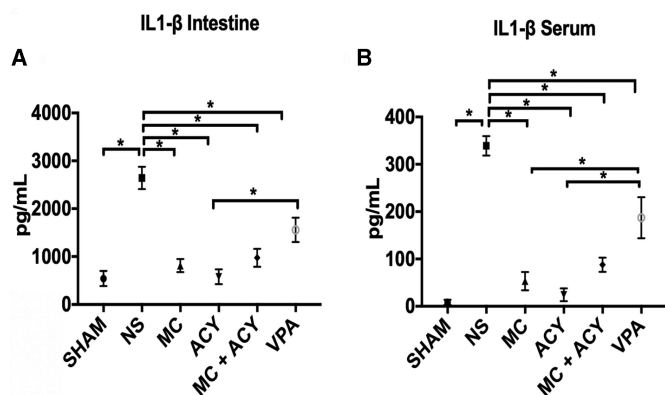 IL1-β Intestine
A
* * * * * *
pg/mL
4000
3000
2000
1000
0
SHAM
NS
MC
ACY
MC + ACY
VPA
IL1-β Serum
B
* * * * * * *
pg/mL
400
300
200
100
0
SHAM
NS
MC
ACY
MC + ACY
VPA